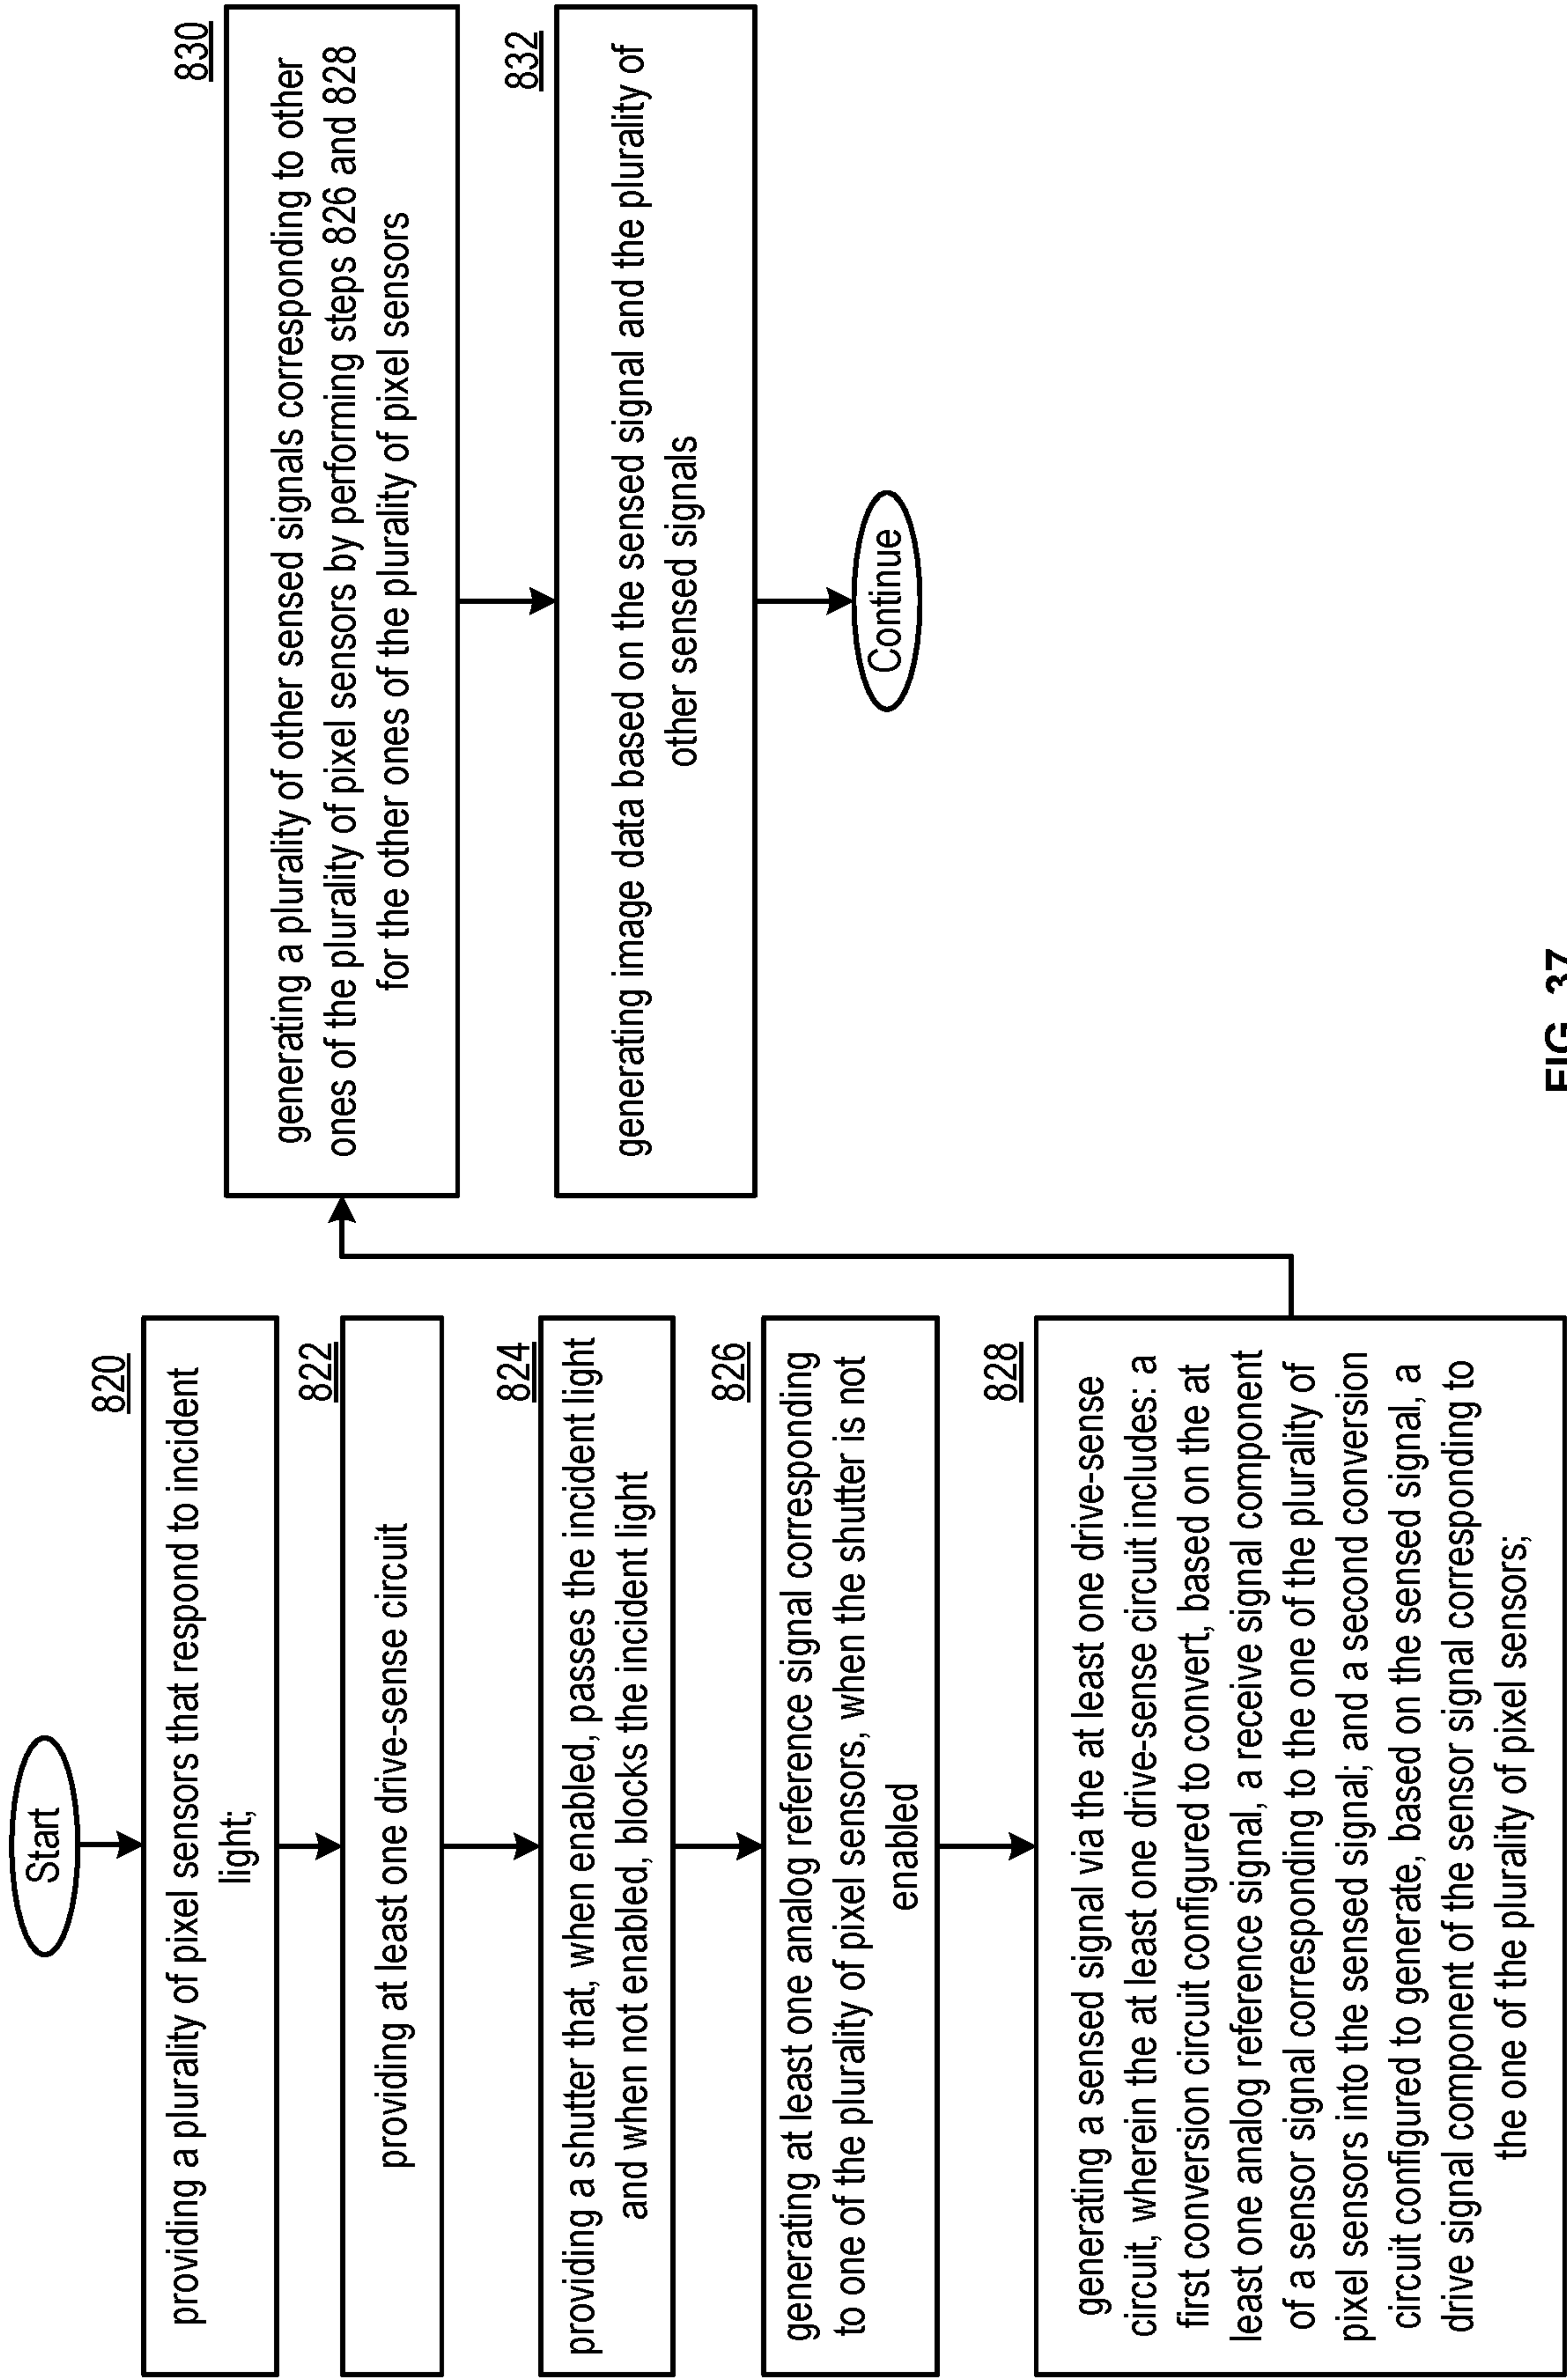 Start
820
providing a plurality of pixel sensors that respond to incident
light;
822
providing at least one drive-sense circuit
824
providing a shutter that, when enabled, passes the incident light
and when not enabled, blocks the incident light
826
generating at least one analog reference signal corresponding
to one of the plurality of pixel sensors, when the shutter is not
enabled
828
generating a sensed signal via the at least one drive-sense
circuit, wherein the at least one drive-sense circuit includes: a
first conversion circuit configured to convert, based on the at
least one analog reference signal, a receive signal component
of a sensor signal corresponding to the one of the plurality of
pixel sensors into the sensed signal; and a second conversion
circuit configured to generate, based on the sensed signal, a
drive signal component of the sensor signal corresponding to
the one of the plurality of pixel sensors;
830
generating a plurality of other sensed signals corresponding to other
ones of the plurality of pixel sensors by performing steps 826 and 828
for the other ones of the plurality of pixel sensors
832
generating image data based on the sensed signal and the plurality of
other sensed signals
Continue
FIG. 37